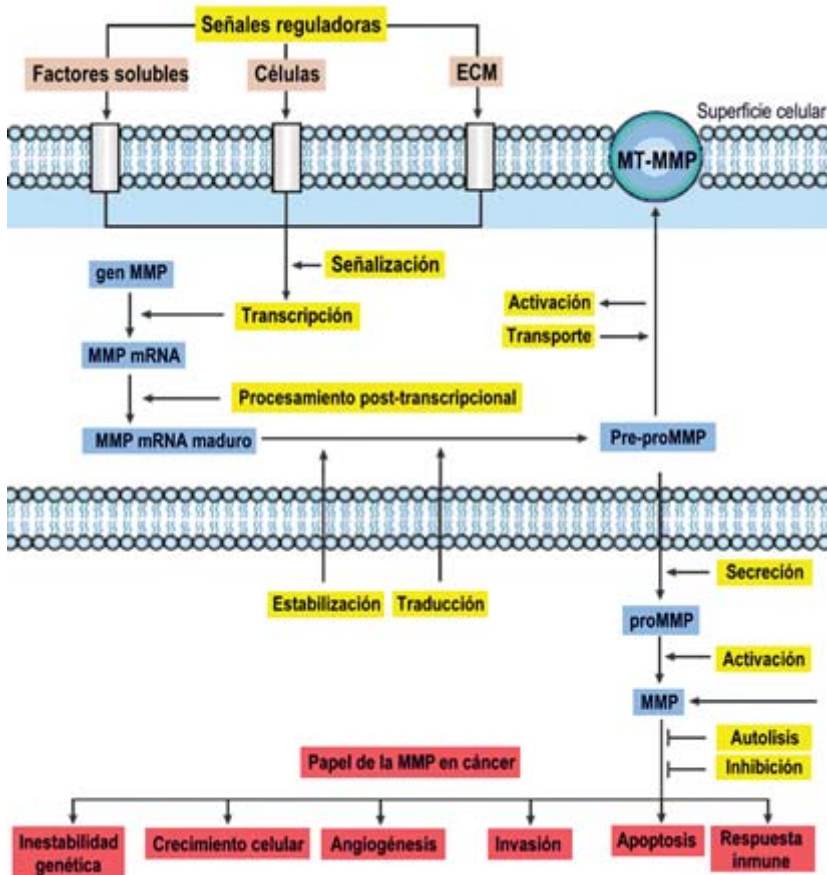 Señales reguladoras
Factores solubles
Células
ECM
Superficie celular
MT-MMP
gen MMP
Señalización
Transcripción
Activación
Transporte
MMP mRNA
Procesamiento post-transcripcional
MMP mRNA maduro
Pre-proMMP
Estabilización
Traducción
Secreción
proMMP
Activación
MMP
Autolisis
Inhibición
Papel de la MMP en cáncer
Inestabilidad
genética
Crecimiento celular
Angiogénesis
Invasión
Apoptosis
Respuesta
inmune